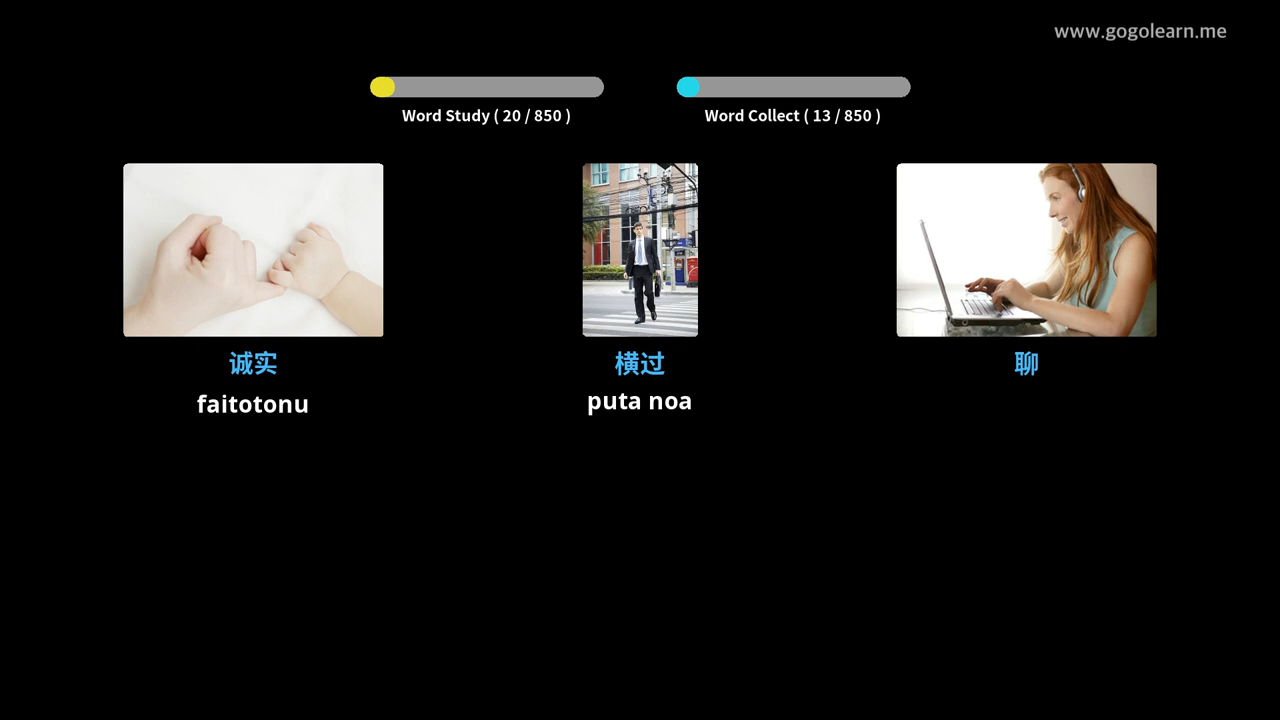 www.gogolearn.me
Word Study ( 20 / 850 )
Word Collect ( 13 / 850 )
诚实
横过
聊
faitotonu
puta noa